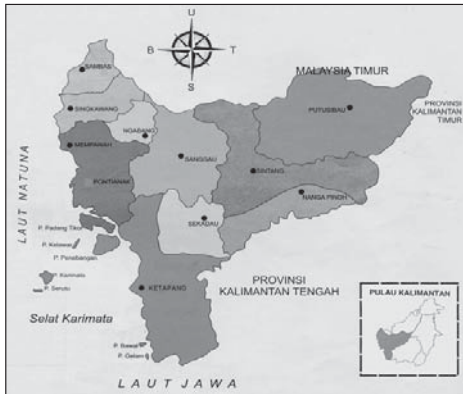 U
B
T
S
SAMBAS
MALAYSIA TIMUR
SINGKAWANG
PUTUSIBAU
PROVINSI
KALIMANTAN
TIMUR
NGABANG
MEMPAWAH
SANGGAU
SINTANG
PONTIANAK
NANGA PINOH
LAUT NATUNA
SEKADAU
P. Padang Tikar
P. Kelawar
P. Penebangan
P. Karimata
P. Serutu
KETAPANG
PROVINSI
KALIMANTAN TENGAH
PULAU KALIMANTAN
Selat Karimata
P. Bawal
P. Gelam
LAUT JAWA